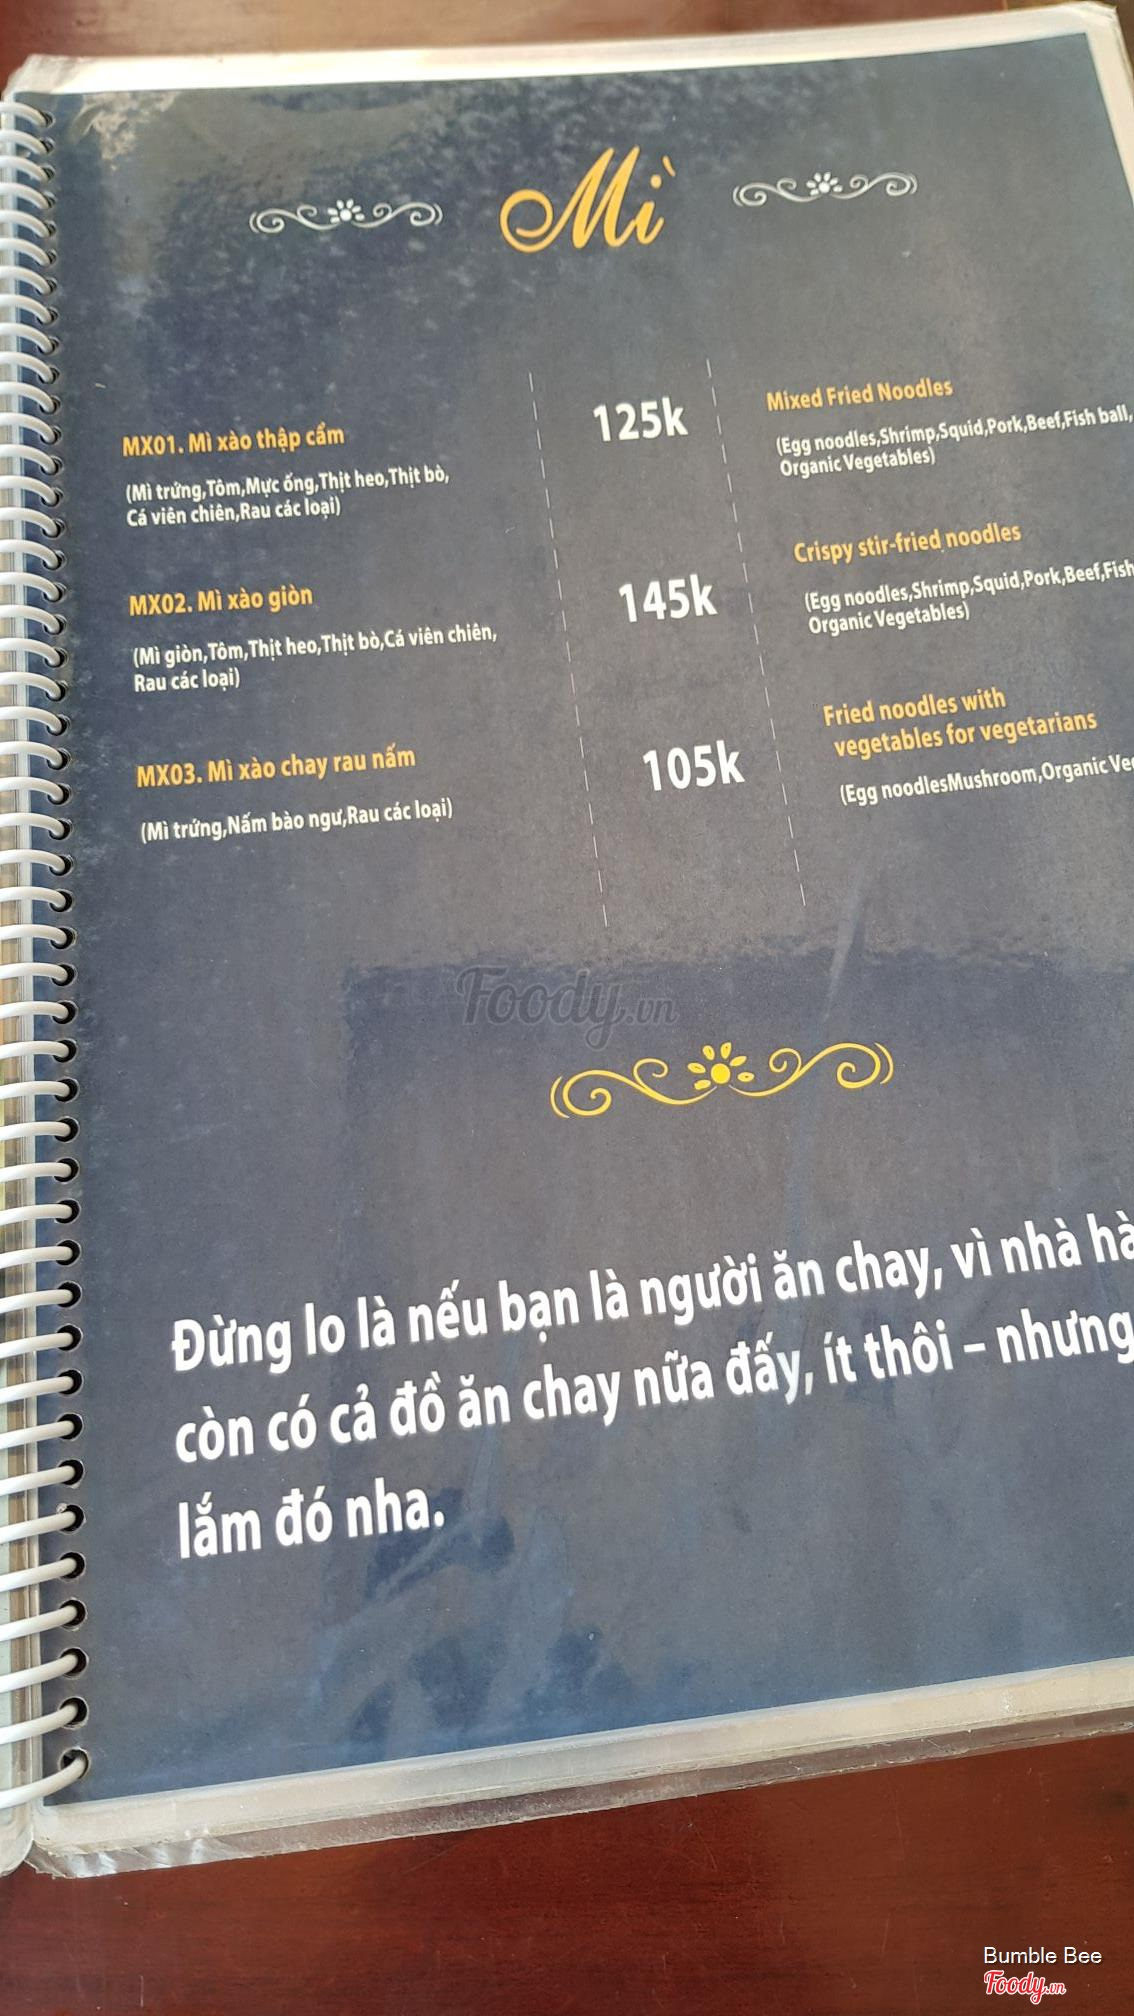 Mì
MX01. Mì xào thập cẩm
(Mì trứng,Tôm,Mực ống,Thịt heo,Thịt bò,
Cá viên chiên,Rau các loại)
125k
Mixed Fried Noodles
(Egg noodles,Shrimp,Squid,Pork,Beef,Fish ball,
Organic Vegetables)
MX02. Mì xào giòn
(Mì giòn,Tôm,Thịt heo,Thịt bò,Cá viên chiên,
Rau các loại)
145k
Crispy stir-fried noodles
(Egg noodles,Shrimp,Squid,Pork,Beef,Fish
Organic Vegetables)
MX03. Mì xào chay rau nấm
(Mì trứng,Nấm bào ngư,Rau các loại)
105k
Fried noodles with
vegetables for vegetarians
(Egg noodlesMushroom,Organic
Foody.vn
Đừng lo là nếu bạn là người ăn chay, vì nhà
còn có cả đồ ăn chay nữa đấy, ít thôi – nhưng
lắm đó nha.
Bumble Bee
Foody.vn